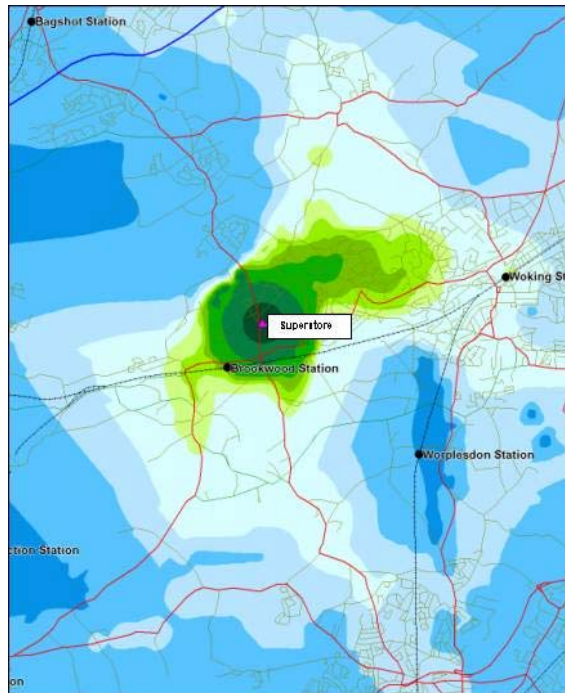 Bagshot Station
Woking St
Superstore
Brookwood Station
Worplesdon Station
ction Station
on